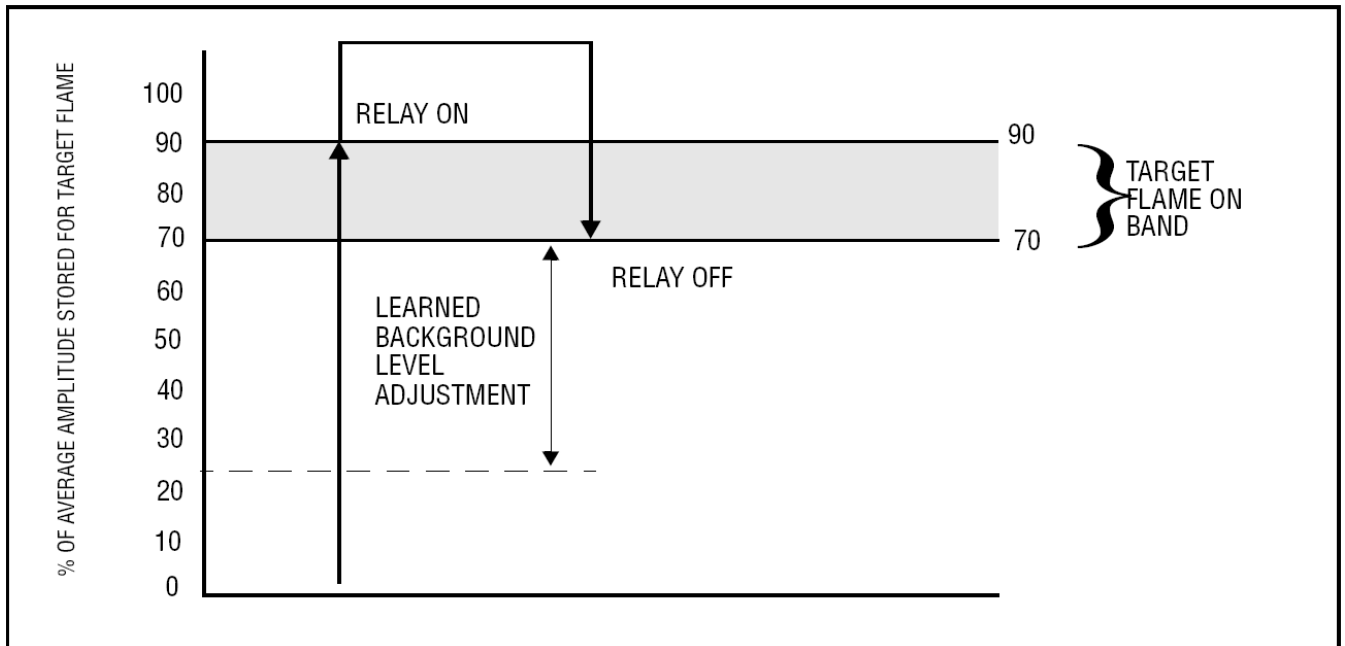 % OF AVERAGE AMPLITUDE STORED FOR TARGET FLAME
100
90
80
70
60
50
40
30
20
10
0
RELAY ON
RELAY OFF
LEARNED
BACKGROUND
LEVEL
ADJUSTMENT
90
70
TARGET
FLAME ON
BAND